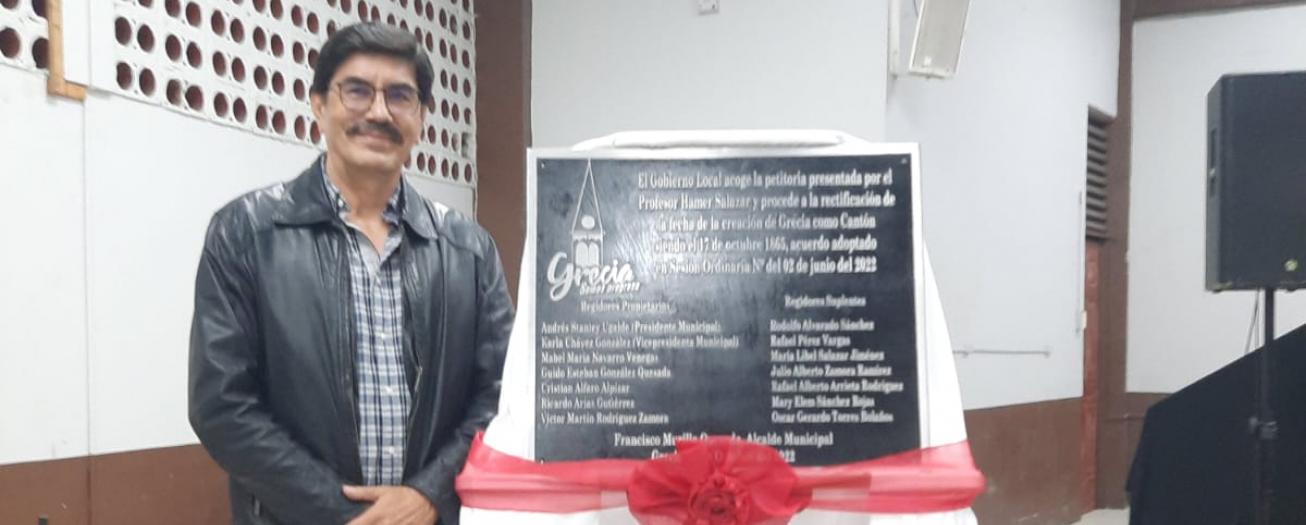 El Gobierno Local acoge la petitoria presentada por el
Profesor Hamer Salazar y procede a la rectificación de
la fecha de la creación de Grecia como Cantón
siendo el 17 de octubre 1863, acuerdo adoptado
en Sesión Ordinaria Nº del 02 de junio del 2022
Grecia
Somos progreso
Regidores Propietarios
Regidores Suplentes
Andrés Stanley Ugalde (Presidente Municipal)
Rodolfo Alvarado Sánchez
Karla Chávez González (Vicepresidenta Municipal)
Rafael Pérez Vargas
Mabel María Navarro Venegas
María Libel Salazar Jiménez
Guido Esteban González Quesada
Julio Alberto Zamora Ramírez
Cristian Alfaro Alpízar
Rafael Alberto Arrieta Rodríguez
Ricardo Arias Gutiérrez
Mary Elem Sánchez Rojas
Víctor Martín Rodríguez Zamora
Oscar Gerardo Torres Bolaños
Francisco Alcalde Municipal